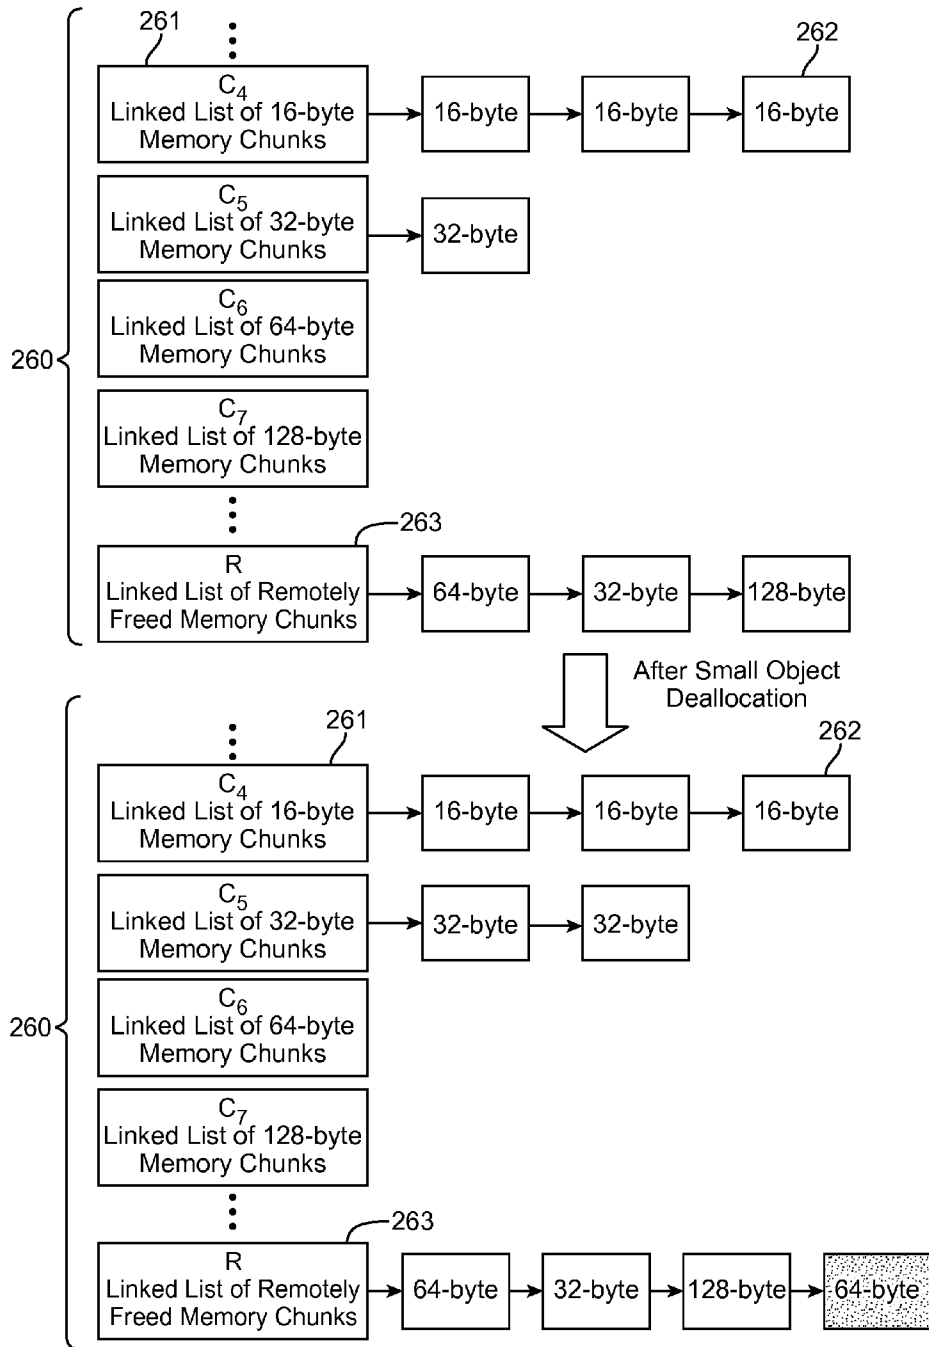 261
262
C4
Linked List of 16-byte
Memory Chunks
16-byte
16-byte
16-byte
C5
Linked List of 32-byte
Memory Chunks
32-byte
C6
Linked List of 64-byte
Memory Chunks
260
C7
Linked List of 128-byte
Memory Chunks
263
R
Linked List of Remotely
Freed Memory Chunks
64-byte
32-byte
128-byte
After Small Object
Deallocation
261
262
C4
Linked List of 16-byte
Memory Chunks
16-byte
16-byte
16-byte
C5
Linked List of 32-byte
Memory Chunks
32-byte
32-byte
C6
Linked List of 64-byte
Memory Chunks
260
C7
Linked List of 128-byte
Memory Chunks
263
R
Linked List of Remotely
Freed Memory Chunks
64-byte
32-byte
128-byte
64-byte